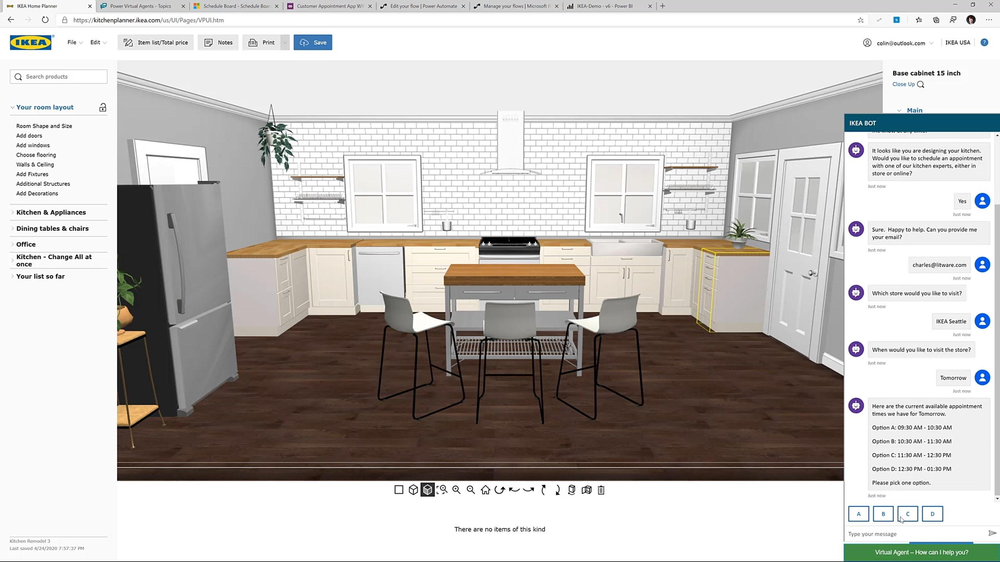 IKEA Home Planner
Power Virtual Agents - Topics
Schedule Board - Schedule Boar
Customer Appointment App WI
Edit your flow | Power Automate
Manage your flows | Microsoft P
IKEA-Demo - v6 - Power BI
https://kitchenplanner.ikea.com/us/UI/Pages/VPUI.htm
IKEA
File
Edit
Item list/Total price
Notes
Print
Save
colin@outlook.com
IKEA USA
?
Search products
Your room layout
Room Shape and Size
Add doors
Add windows
Choose flooring
Walls & Ceiling
Add Fixtures
Additional Structures
Add Decorations
Kitchen & Appliances
Dining tables & chairs
Office
Kitchen - Change All at
once
Your list so far
Kitchen Remodel 3
Last saved 4/24/2020 7:57:37 PM
There are no items of this kind
Base cabinet 15 inch
Close Up
Main
IKEA BOT
me know at any time.
It looks like you are designing your kitchen.
Would you like to schedule an appointment
with one of our kitchen experts, either in
store or online?
Just now
Yes
Just now
Sure.  Happy to help. Can you provide me
your email?
Just now
charles@litware.com
Just now
Which store would you like to visit?
Just now
IKEA Seattle
Just now
When would you like to visit the store?
Just now
Tomorrow
Just now
Here are the current available appointment
times we have for Tomorrow.
Option A: 09:30 AM - 10:30 AM
Option B: 10:30 AM - 11:30 AM
Option C: 11:30 AM - 12:30 PM
Option D: 12:30 PM - 01:30 PM
Please pick one option.
Just now
A
B
C
D
Type your message
Virtual Agent – How can I help you?